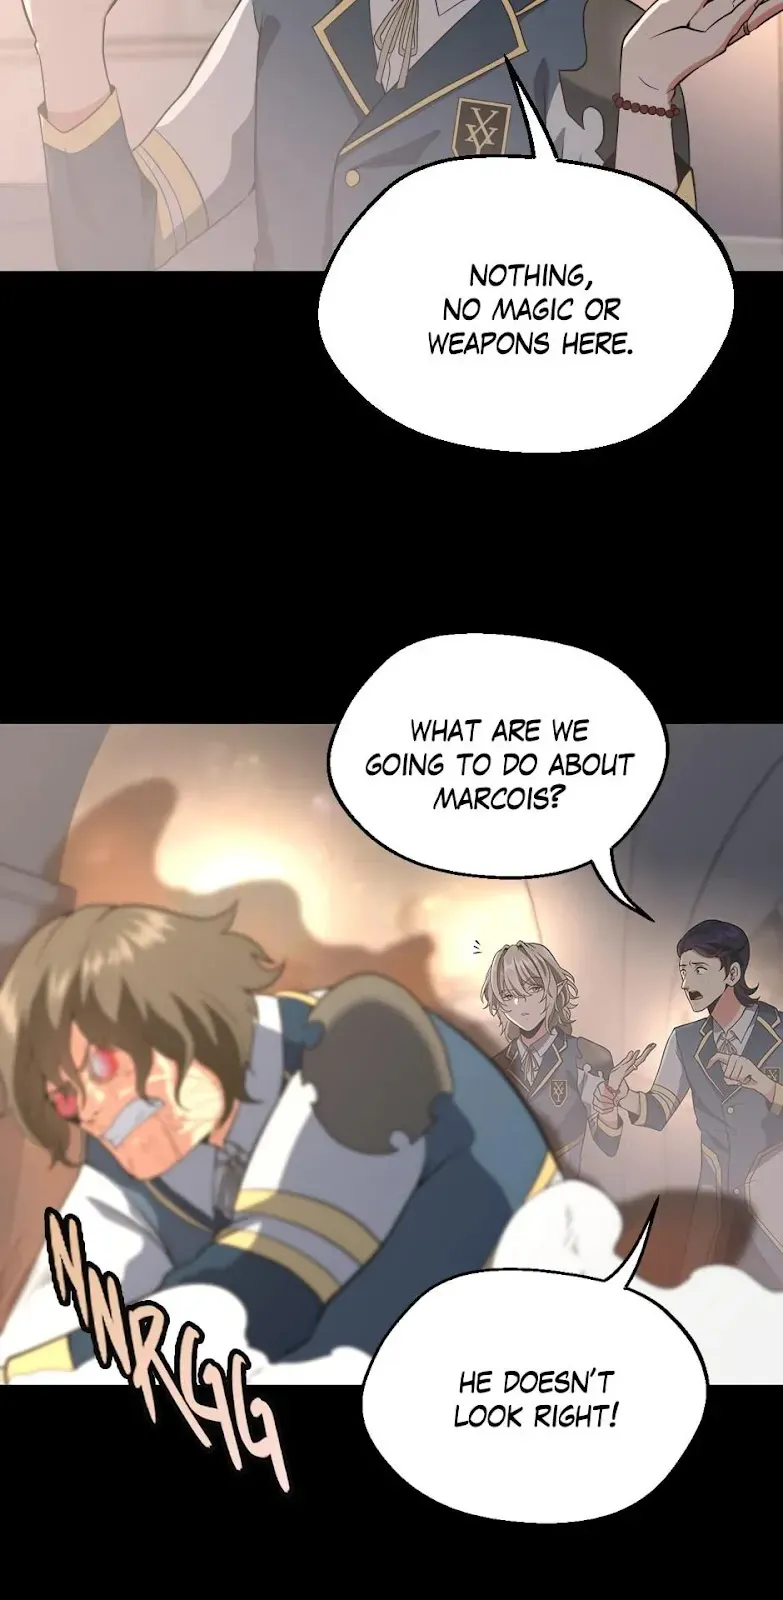 NOTHING,
NO MAGIC OR
WEAPONS HERE.
WHAT ARE WE
GOING TO DO ABOUT
MARCOIS?
NNRGG
HE DOESN'T
LOOK RIGHT!